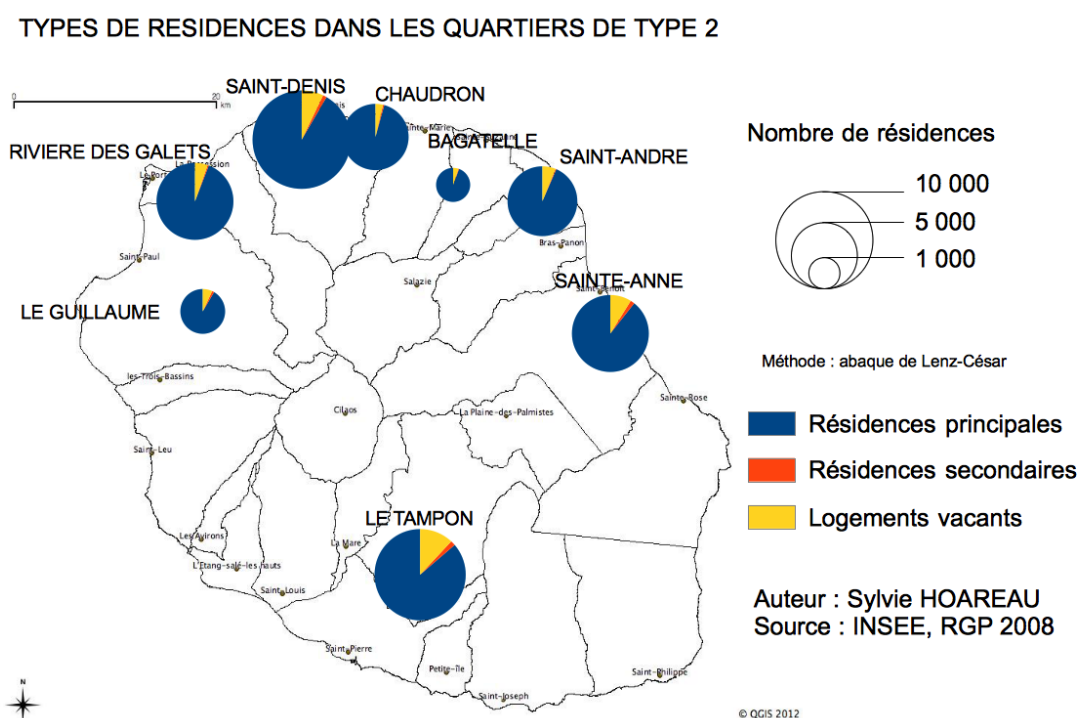 TYPES DE RESIDENCES DANS LES QUARTIERS DE TYPE 2
0 20
km
SAINT-DENIS
CHAUDRON
BAGATELLE
RIVIERE DES GALETS
SAINT-ANDRE
Bras-Panon
Saint-Paul
Salazie
SAINTE-ANNE
LE GUILLAUME
les-Trois-Bassins
Cilaos
La Plaine-des-Palmistes
Sainte-Rose
Saint-Leu
LE TAMPON
Les Avirons
La Mare
L'Etang-salé-les hauts
Saint-Louis
Saint-Pierre
Petite-Île
Saint-Philippe
Saint-Joseph
N
Nombre de résidences
10 000
5 000
1 000
Méthode : abaque de Lenz-César
Résidences principales
Résidences secondaires
Logements vacants
Auteur : Sylvie HOAREAU
Source : INSEE, RGP 2008
© QGIS 2012